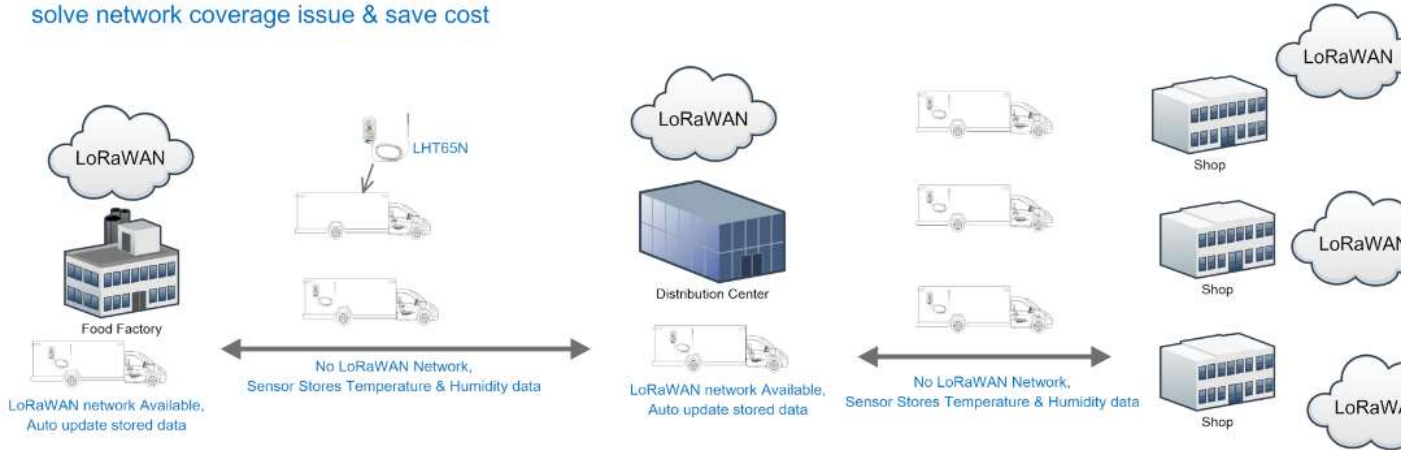 solve network coverage issue & save cost
LoRaWAN
LHT65N
Food Factory
LoRaWAN network Available,
Auto update stored data
No LoRaWAN Network,
Sensor Stores Temperature & Humidity data
LoRaWAN
Distribution Center
LoRaWAN network Available,
Auto update stored data
No LoRaWAN Network,
Sensor Stores Temperature & Humidity data
LoRaWAN
Shop
LoRaWAN
Shop
LoRaWA
Shop